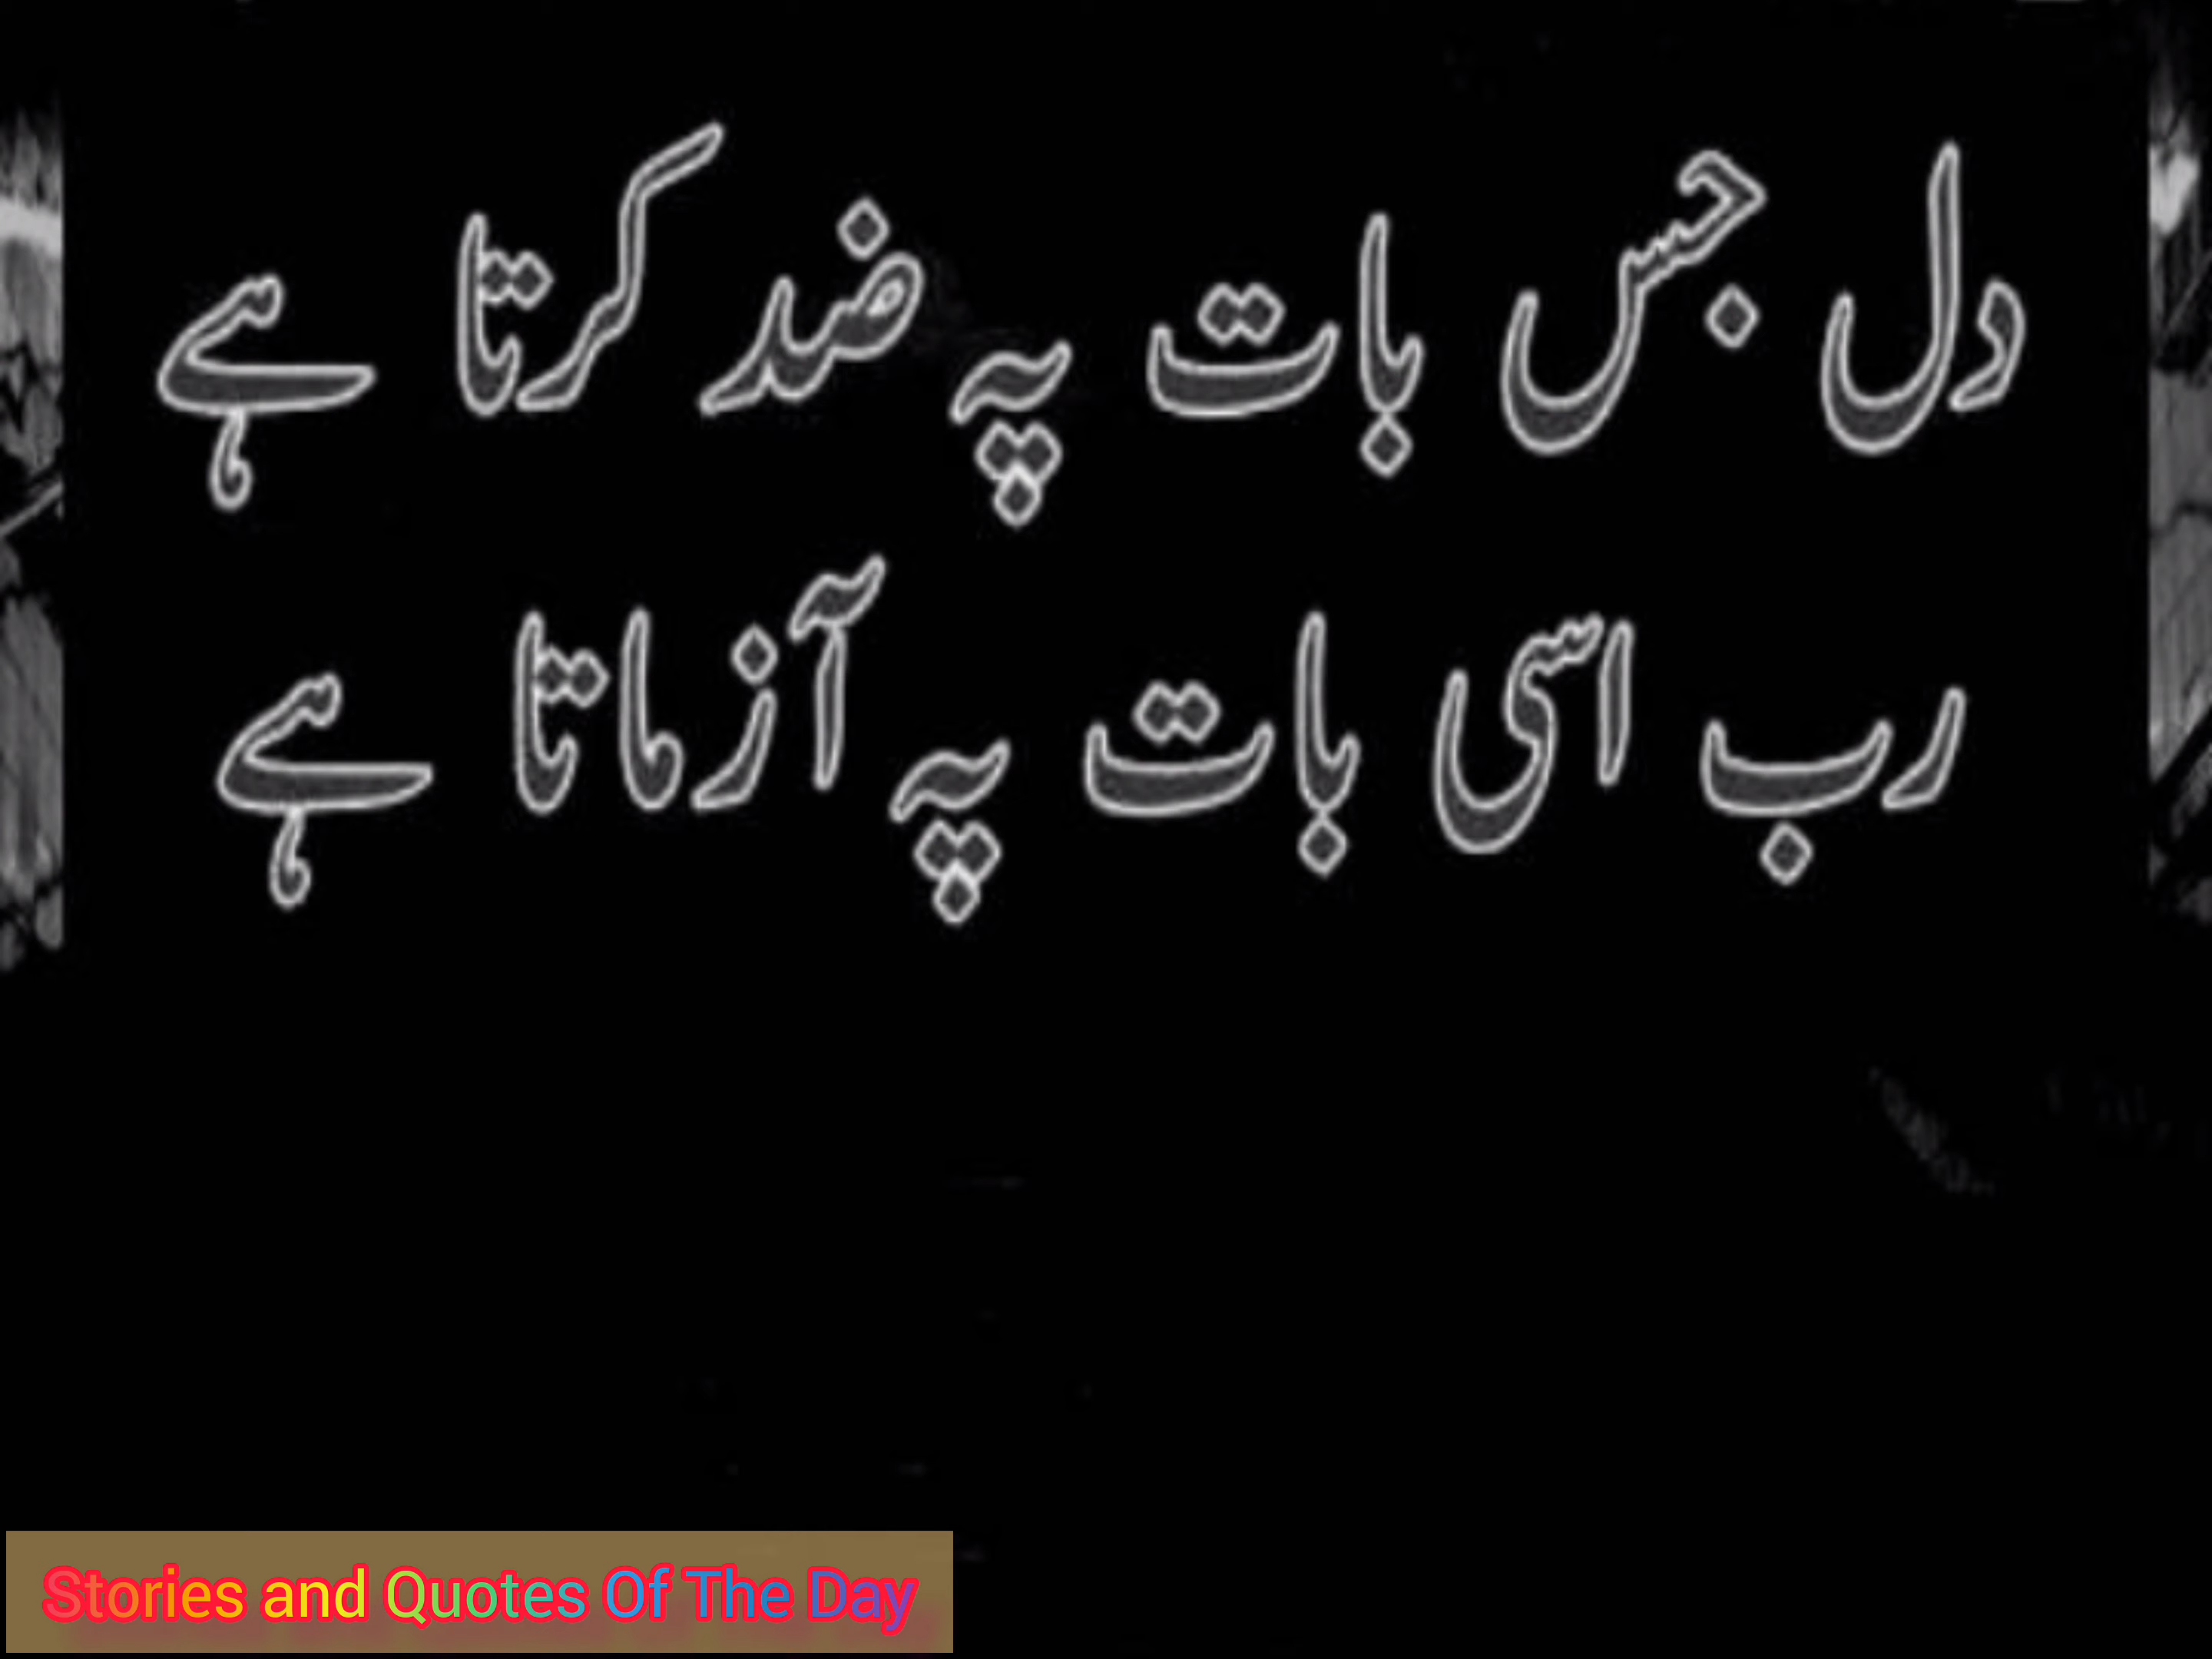 دل جس بات پہ ضد کرتا ہے
رب اسی بات پہ آزماتا ہے
Stories and Quotes Of The Day